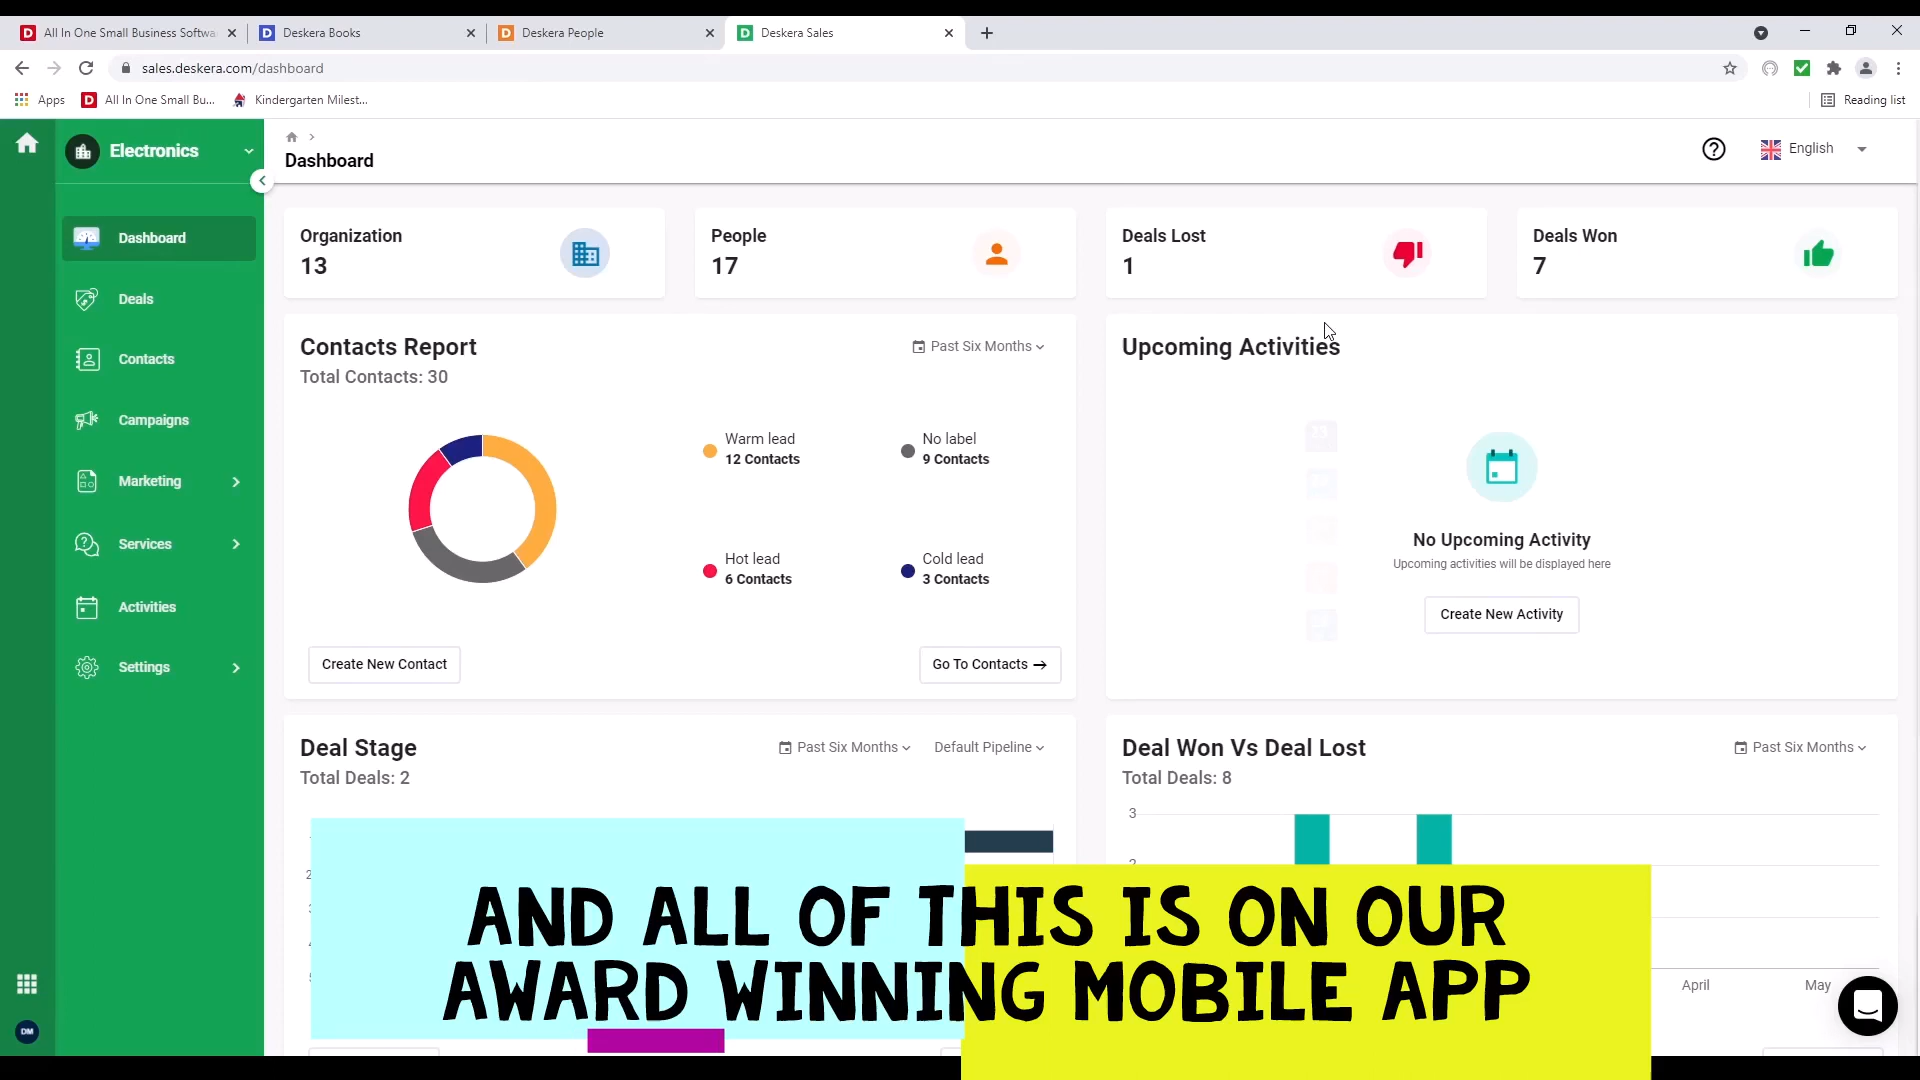 All In One Small Business Softwa
Deskera Books
Deskera People
Deskera Sales
sales.deskera.com/dashboard
Apps
All In One Small Bu...
Kindergarten Milest...
Reading list
Electronics
Dashboard
English
Dashboard
Deals
Contacts
Campaigns
Marketing
Services
Activities
Settings
DM
Organization
13
People
17
Deals Lost
1
Deals Won
7
Contacts Report
Past Six Months
Total Contacts: 30
Warm lead
12 Contacts
No label
9 Contacts
Hot lead
6 Contacts
Cold lead
3 Contacts
Create New Contact
Go To Contacts
Upcoming Activities
23
No Upcoming Activity
Upcoming activities will be displayed here
Create New Activity
Deal Stage
Past Six Months
Default Pipeline
Total Deals: 2
Deal Won Vs Deal Lost
Past Six Months
Total Deals: 8
3
2
April
May
AND ALL OF THIS IS ON OUR
AWARD WINNING MOBILE APP